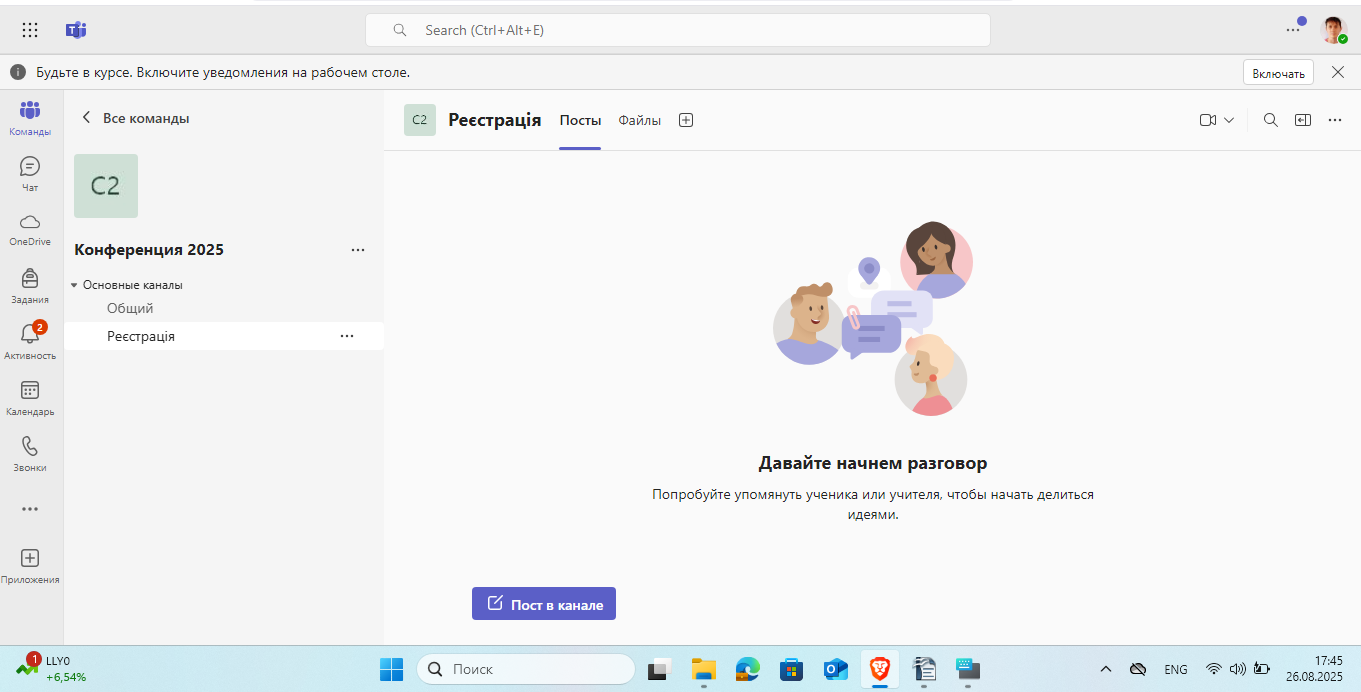 Search (Ctrl+Alt+E)
Будьте в курсе. Включите уведомления на рабочем столе.
Включать
Команды
Чат
OneDrive
Задания
2
Активность
Календарь
Звонки
Приложения
Все команды
C2
Конференция 2025
Основные каналы
Общий
Реєстрація
C2
Реєстрація
Посты
Файлы
Давайте начнем разговор
Попробуйте упомянуть ученика или учителя, чтобы начать делиться
идеями.
Пост в канале
1
LLY0
+6,54%
Поиск
ENG
17:45
26.08.2025